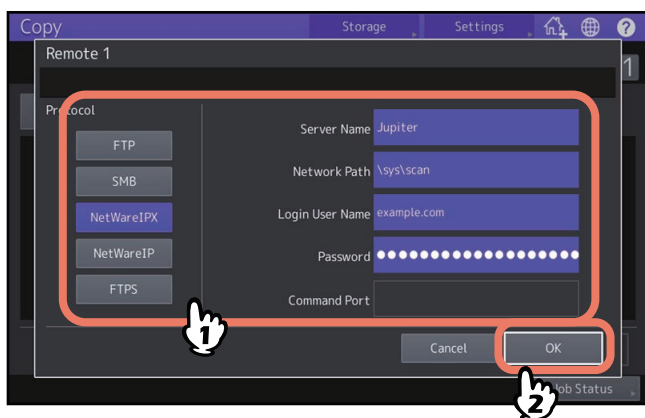 Copy
Storage
Settings
?
Remote 1
1
Protocol
FTP
SMB
NetWareIPX
NetWareIP
FTPS
Server Name Jupiter
Network Path \sys\scan
Login User Name example.com
Password ●●●●●●●●●●●●●●●●●●●
Command Port
Cancel
OK
1
2
Job Status